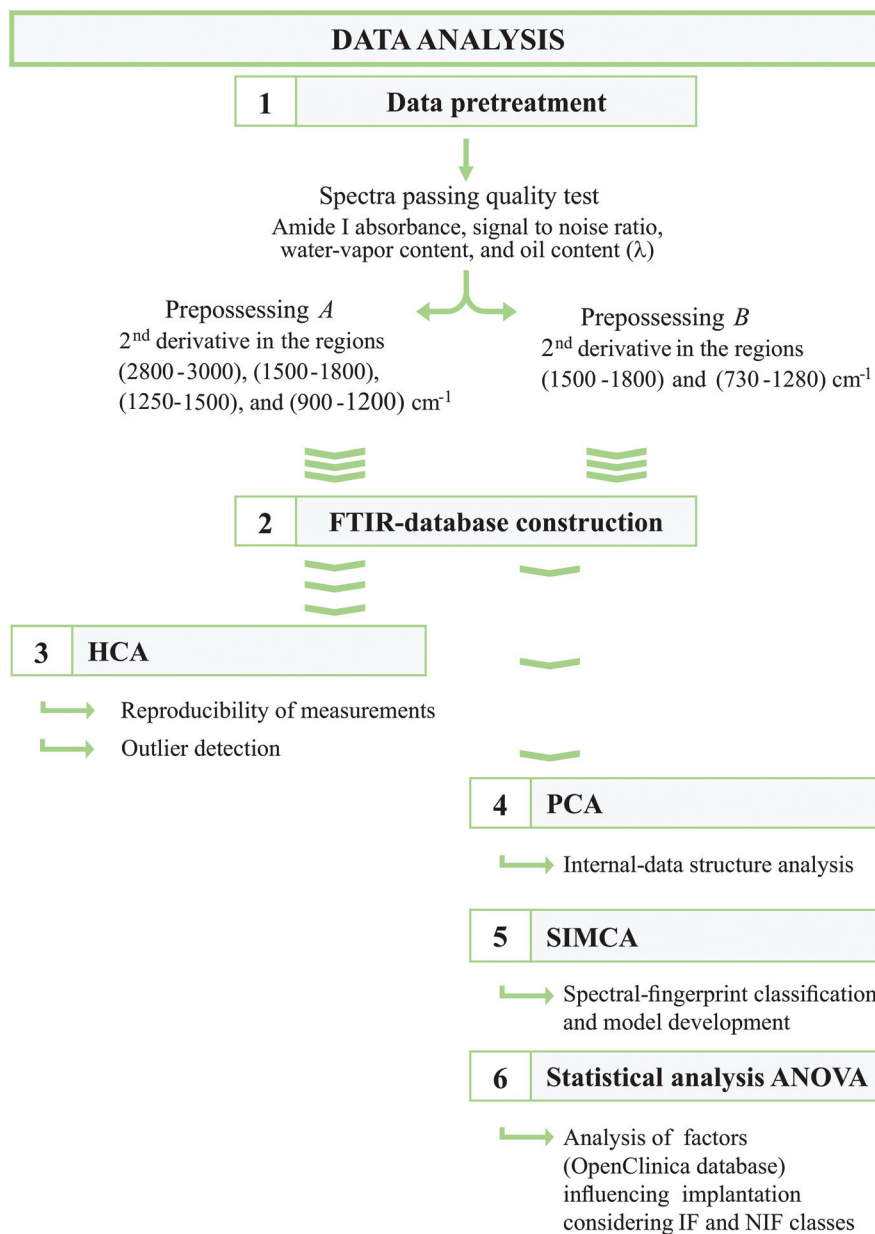 DATA ANALYSIS
1 Data pretreatment
Spectra passing quality test
Amide I absorbance, signal to noise ratio,
water-vapor content, and oil content (λ)
Prepossessing A
2nd derivative in the regions
(2800-3000), (1500-1800),
(1250-1500), and (900-1200) cm-1
Prepossessing B
2nd derivative in the regions
(1500-1800) and (730-1280) cm-1
2 FTIR-database construction
3 HCA
Reproducibility of measurements
Outlier detection
4 PCA
Internal-data structure analysis
5 SIMCA
Spectral-fingerprint classification
and model development
6 Statistical analysis ANOVA
Analysis of factors
(OpenClinica database)
influencing implantation
considering IF and NIF classes